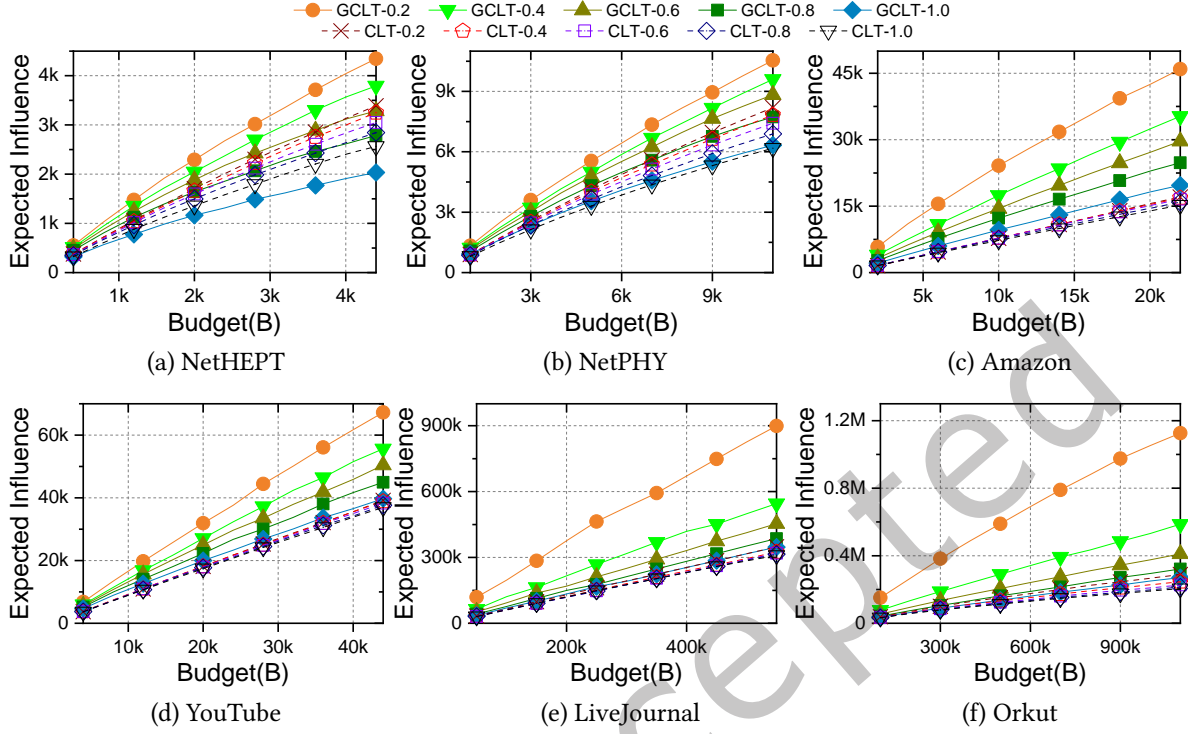 GCLT-0.2 GCLT-0.4 GCLT-0.6 GCLT-0.8 GCLT-1.0
CLT-0.2 CLT-0.4 CLT-0.6 CLT-0.8 CLT-1.0
Expected Influence
4k
3k
2k
1k
0
1k 2k 3k 4k
Budget(B)
(a) NetHEPT
Expected Influence
9k
6k
3k
0
3k 6k 9k
Budget(B)
(b) NetPHY
Expected Influence
45k
30k
15k
0
5k 10k 15k 20k
Budget(B)
(c) Amazon
Expected Influence
60k
40k
20k
0
10k 20k 30k 40k
Budget(B)
(d) YouTube
Expected Influence
900k
600k
300k
0
200k 400k
Budget(B)
(e) LiveJournal
Expected Influence
1.2M
0.8M
0.4M
0
300k 600k 900k
Budget(B)
(f) Orkut
cepted